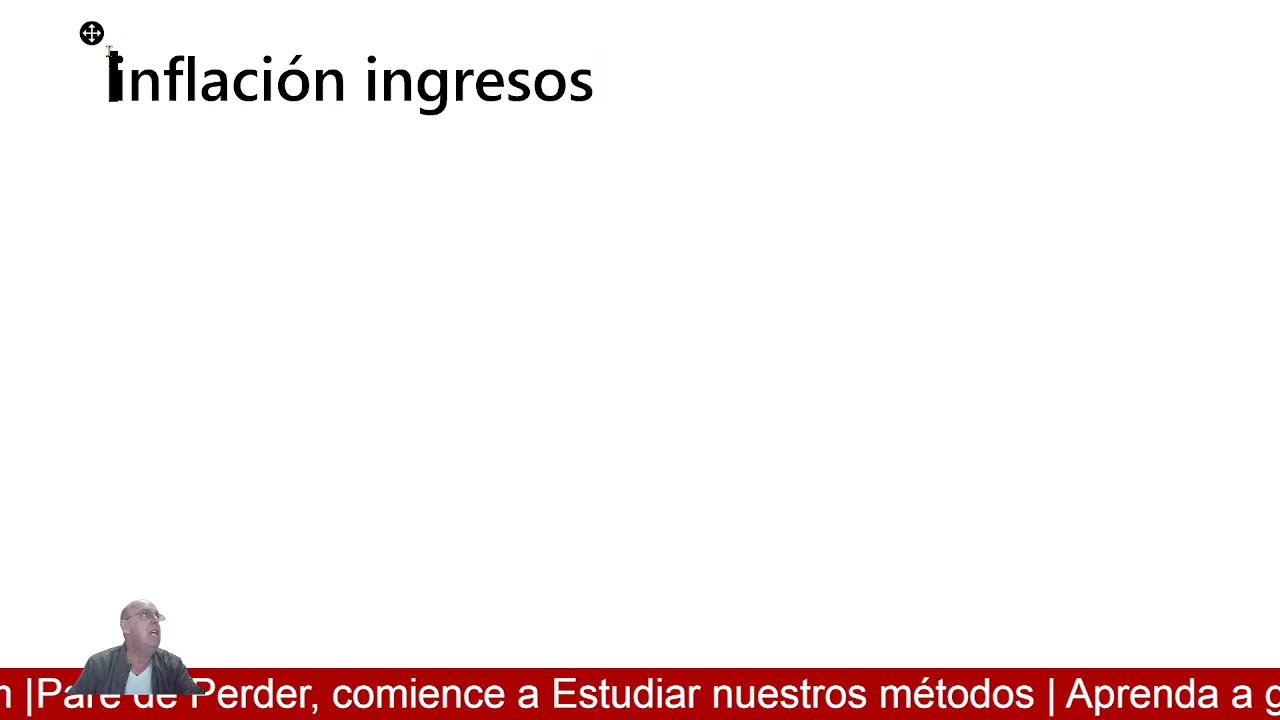 inflación ingresos
n |Pare de Perder, comience a Estudiar nuestros métodos | Aprenda a g